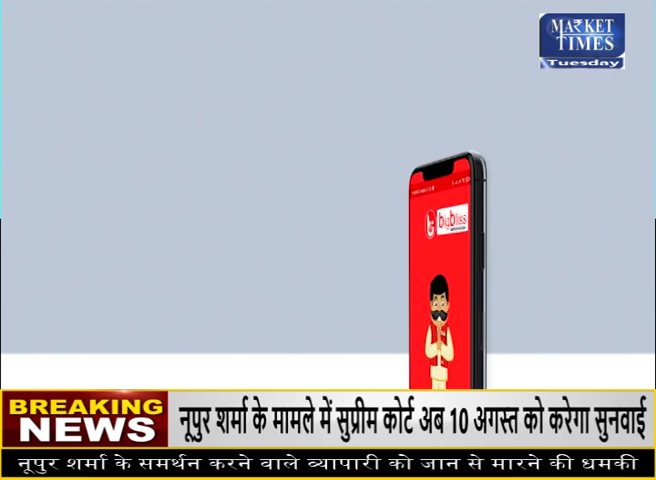 MARKET
TIMES
Tuesday
bigbliss
BREAKING
NEWS
नूपुर शर्मा के मामले में सुप्रीम कोर्ट अब 10 अगस्त को करेगा सुनवाई
नूपुर शर्मा के समर्थन करने वाले व्यापारी को जान से मारने की धमकी